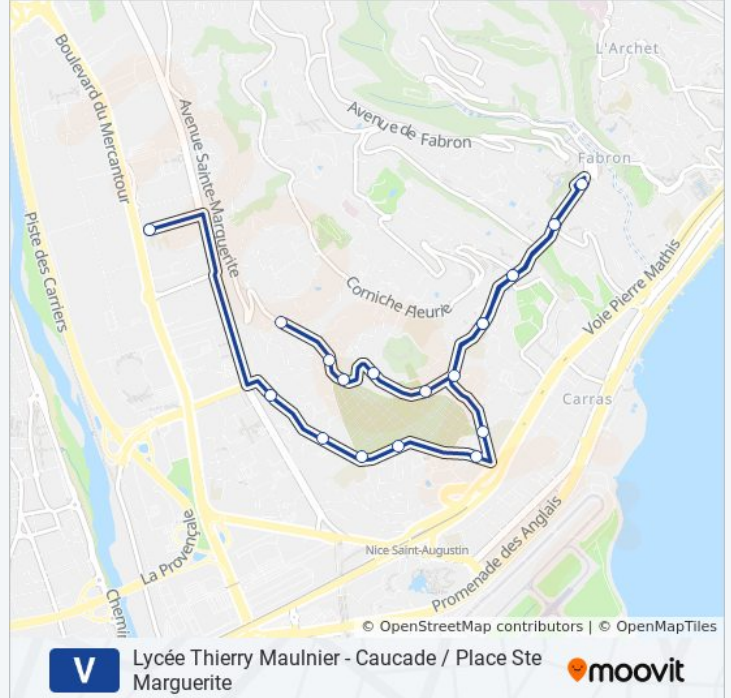 L'Archet
Boulevard du Mercantour
Avenue Sainte-Marguerite
Avenue de Fabron
Fabron
Piste des Carriers
Corniche Fleurie
Voie Pierre Mathis
Carras
La Provençale
Nice Saint-Augustin
Promenade des Anglais
Chemin
© OpenStreetMap contributors | © OpenMapTiles
V
Lycée Thierry Maulnier - Caucade / Place Ste
Marguerite
moovit